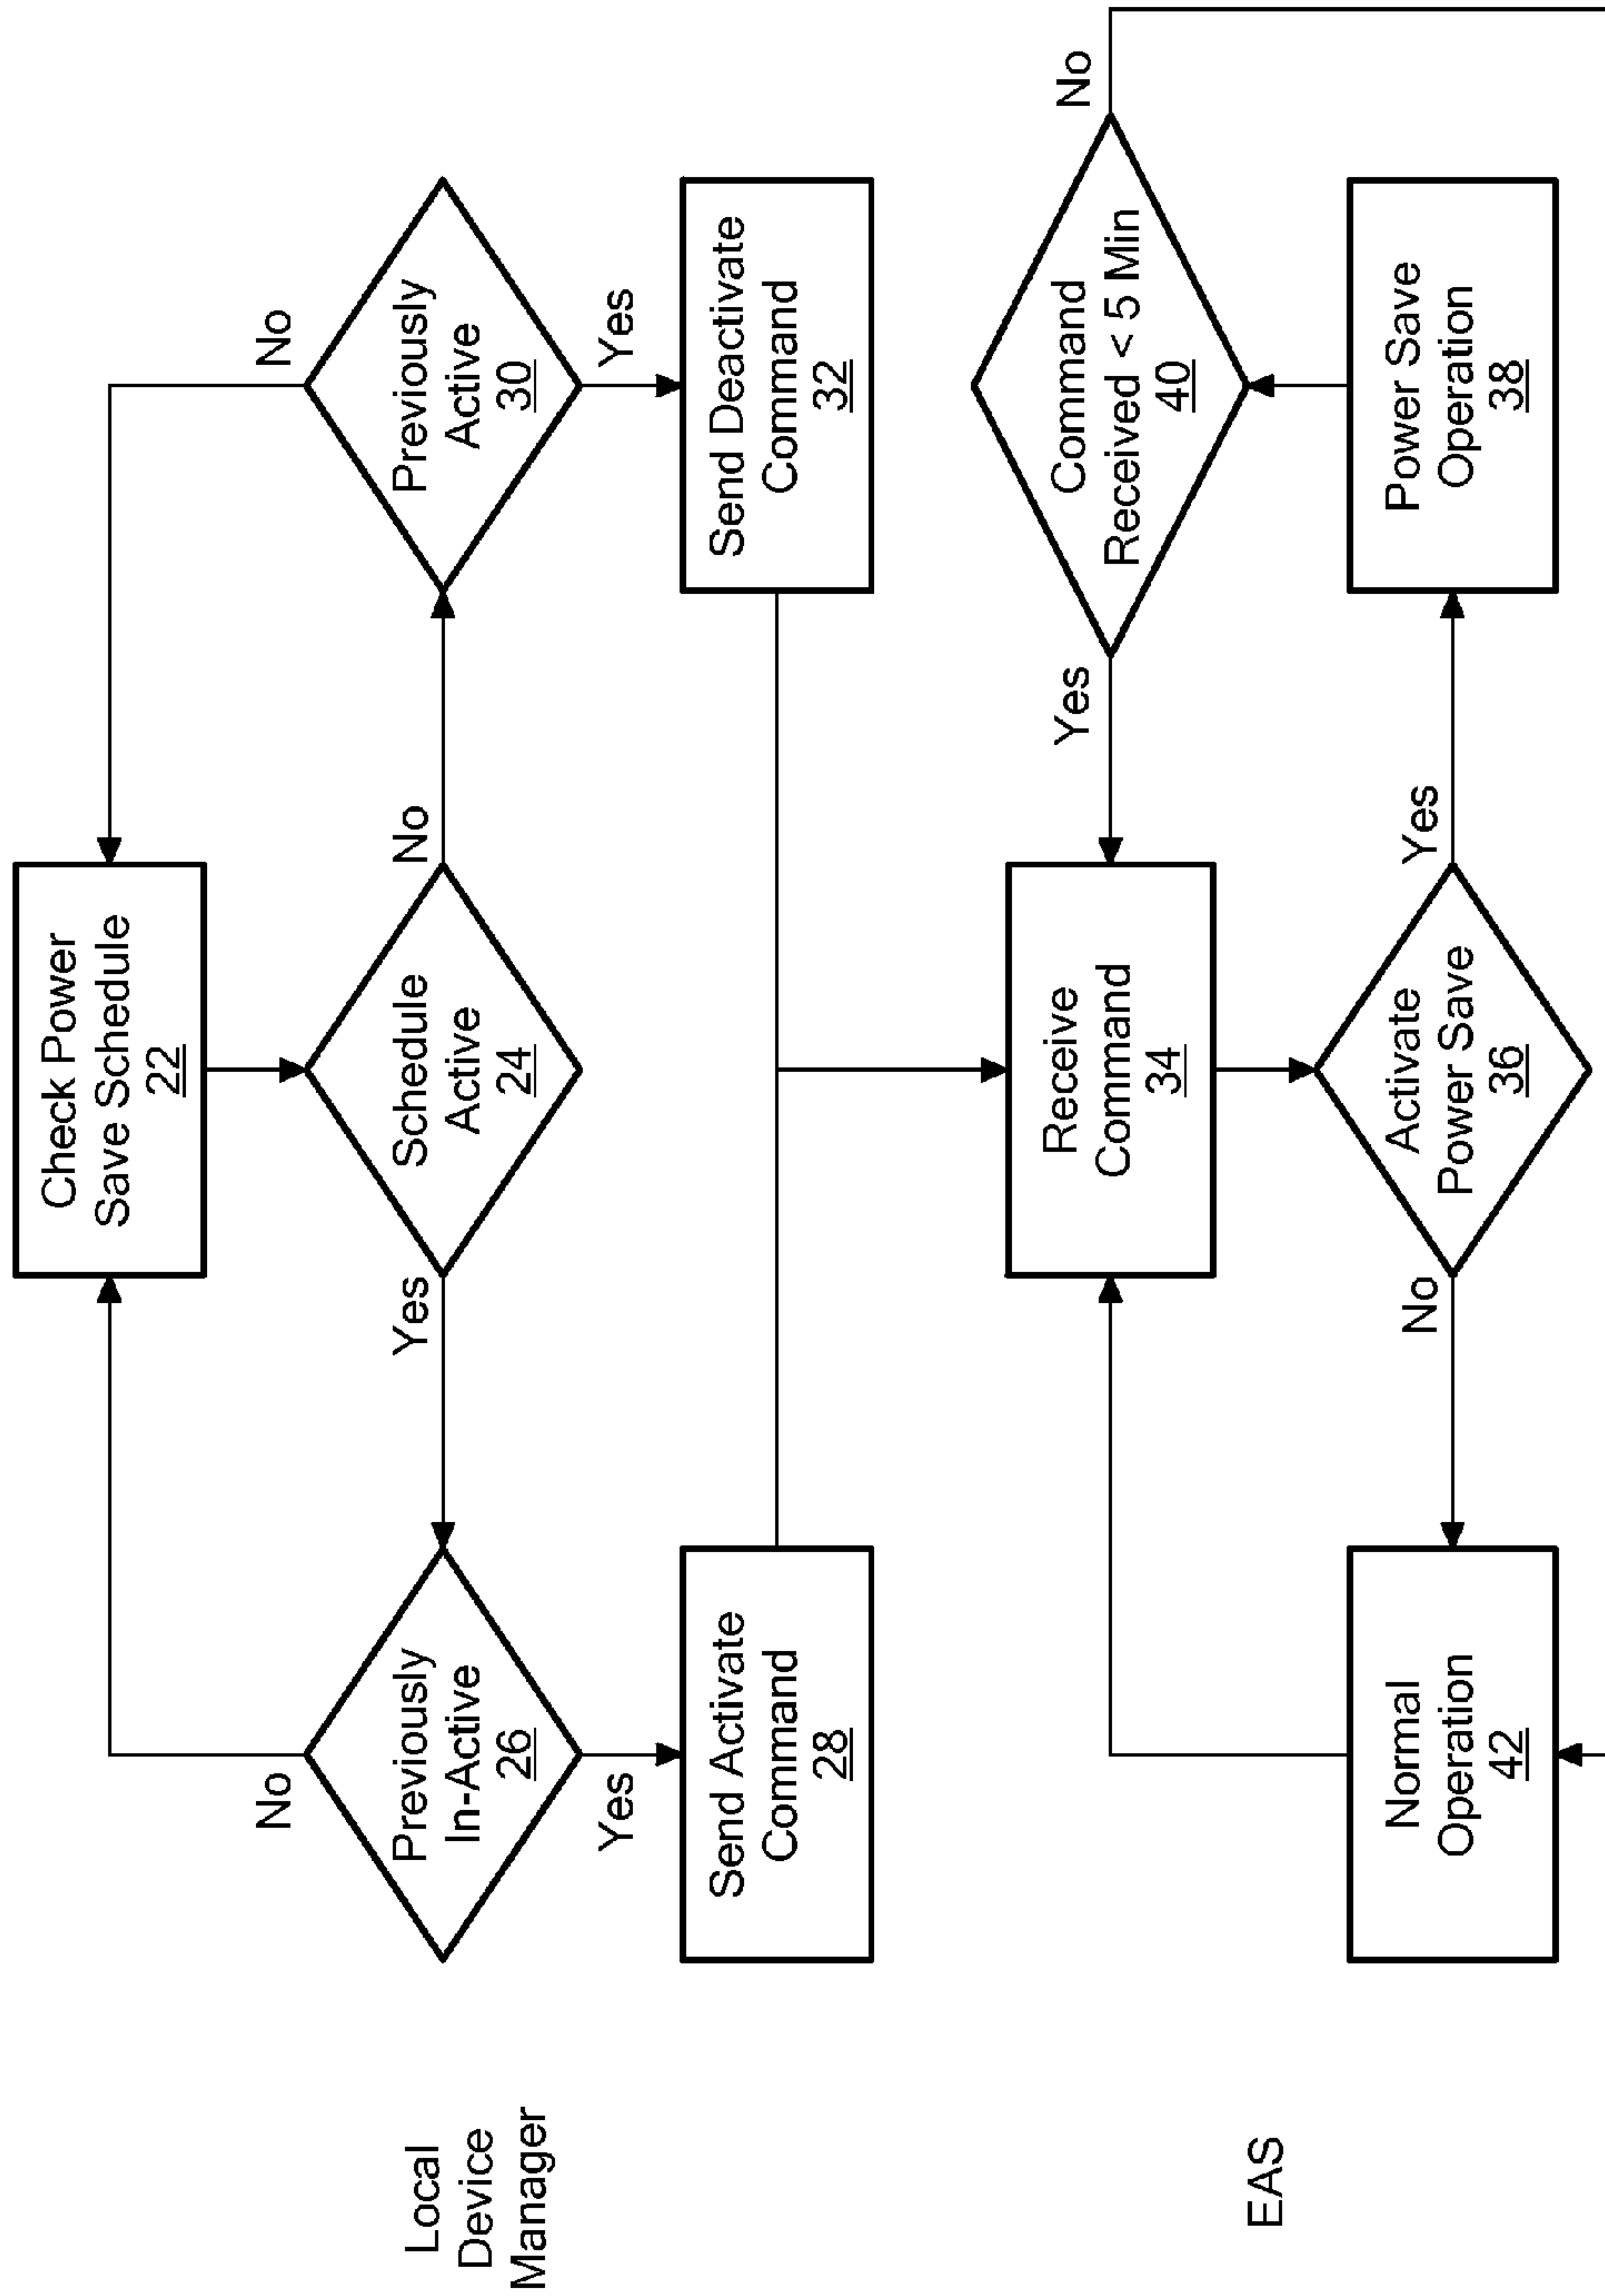 Local
Device
Manager
Check Power
Save Schedule
22
No
No
Previously
In-Active
26
Yes
Schedule
Active
24
No
Previously
Active
30
Yes
Yes
Send Activate
Command
28
Send Deactivate
Command
32
EAS
Receive
Command
34
Yes
Command
Received < 5 Min
40
No
Normal
Operation
42
No
Activate
Power Save
36
Yes
Power Save
Operation
38